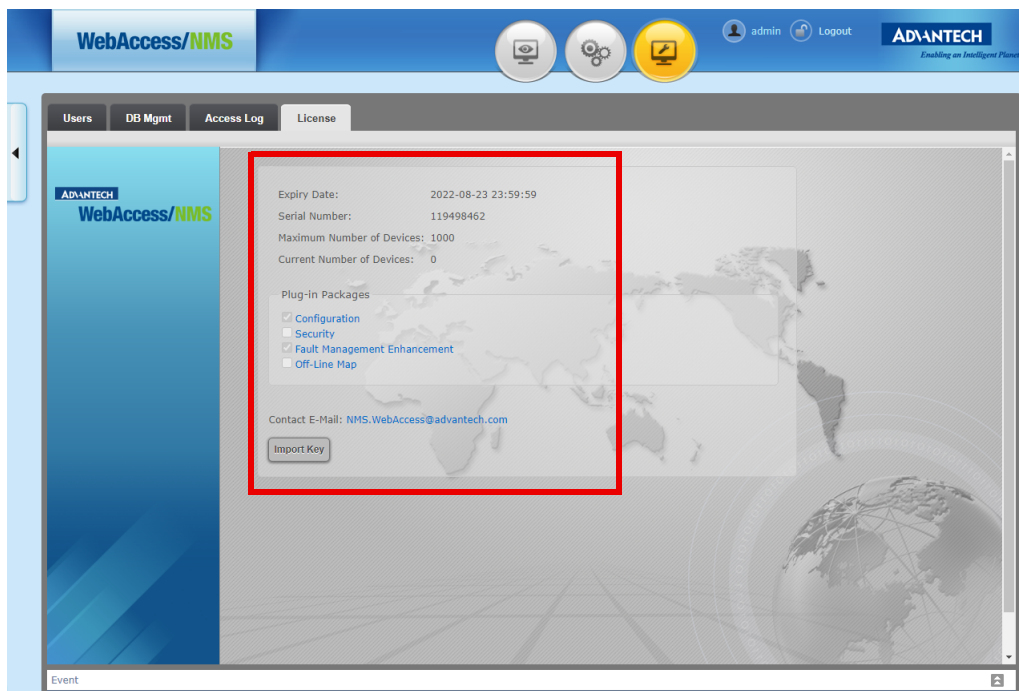 WebAccess/NMS
admin
Logout
ADVANTECH
Enabling an Intelligent Planet
Users
DB Mgmt
Access Log
License
ADVANTECH
WebAccess/NMS
Expiry Date: 2022-08-23 23:59:59
Serial Number: 119498462
Maximum Number of Devices: 1000
Current Number of Devices: 0
Plug-in Packages
Configuration
Security
Fault Management Enhancement
Off-Line Map
Contact E-Mail: NMS.WebAccess@advantech.com
Import Key
Event